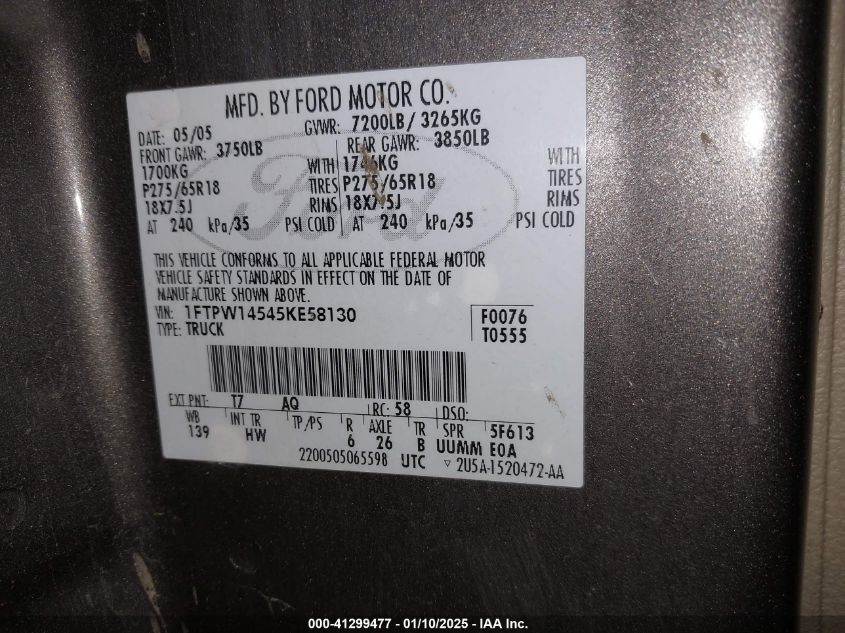 MFD. BY FORD MOTOR CO.
DATE: 05/05 GVWR: 7200LB/ 3265KG
FRONT GAWR: 3750LB REAR GAWR: 3850LB
1700KG WITH 1746KG WITH
P275/65R18 TIRES P275/65R18 TIRES
18X7.5J RIMS 18X7.5J RIMS
AT 240 kPa/35 PSI COLD AT 240 kPa/35 PSI COLD
Ford
THIS VEHICLE CONFORMS TO ALL APPLICABLE FEDERAL MOTOR
VEHICLE SAFETY STANDARDS IN EFFECT ON THE DATE OF
MANUFACTURE SHOWN ABOVE.
VIN: 1FTPW14545KE58130 F0076
TYPE: TRUCK T0555
EXT PNT: T7 AQ RC: 58 DSO:
WB INT TR TP/PS R AXLE TR SPR 5F613
139 HW 6 26 B UUMM E0A
2200505065598 UTC ▽ 2U5A-1520472-AA
000-41299477 - 01/10/2025 - IAA Inc.